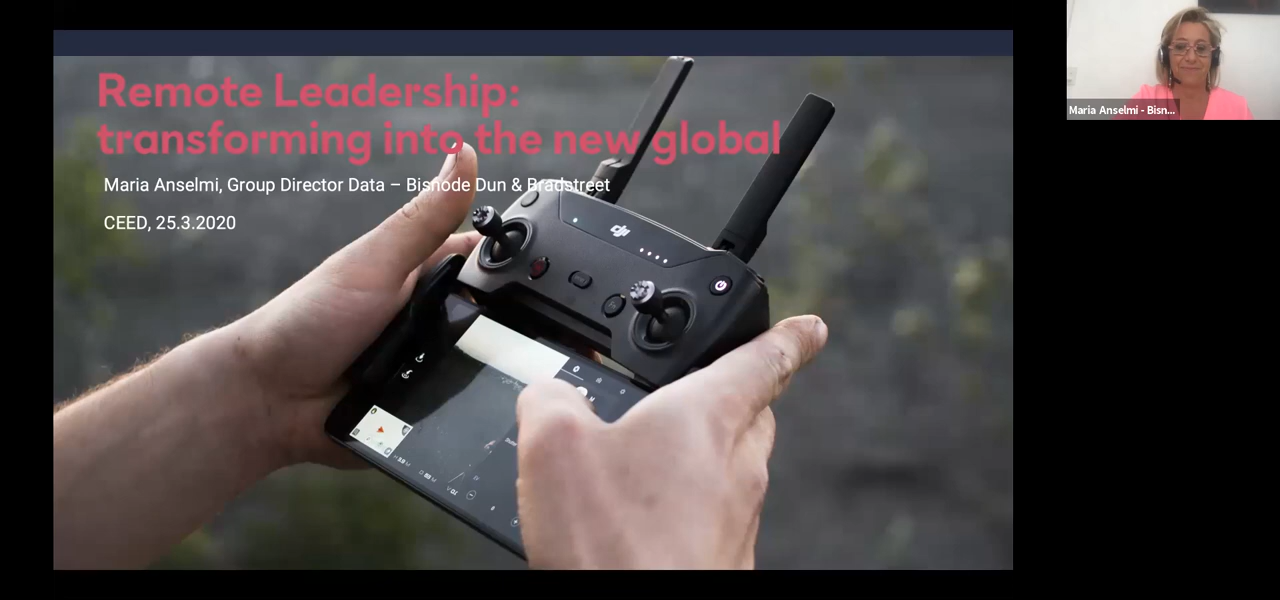 Remote Leadership:
transforming into the new global
Maria Anselmi, Group Director Data – Bisnode Dun & Bradstreet
CEED, 25.3.2020
dji
Maria Anselmi - Bisn...